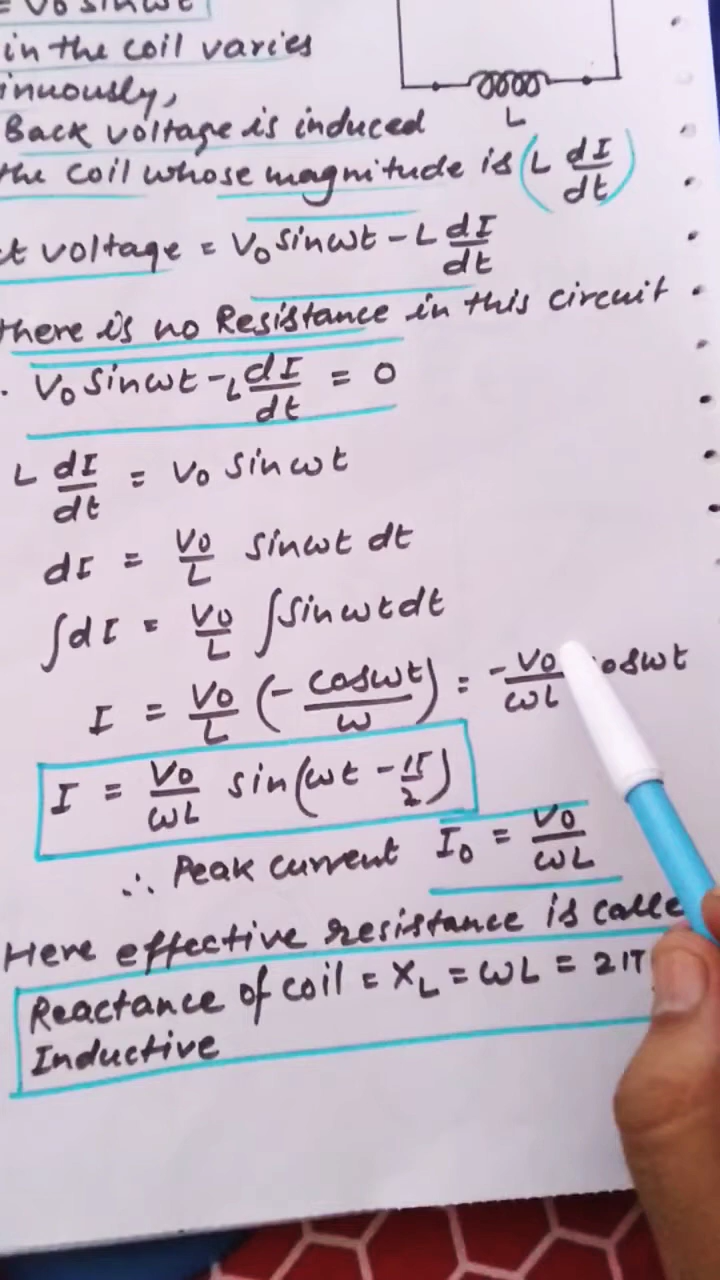 = V₀ sinωt
in the coil varies
inuously,
L
Back voltage is induced
the coil whose magnitude is (L dI/dt)
t voltage = V₀ sinωt - L dI/dt
there is no Resistance in this circuit
V₀ sinωt - L dI/dt = 0
L dI/dt = V₀ sinωt
dI = V₀/L sinωt dt
∫dI = V₀/L ∫sinωtdt
I = V₀/L (- cosωt/ω) = -V₀/ωL osωt
I = V₀/ωL sin(ωt - π/2)
∴ Peak current I₀ = V₀/ωL
Here effective resistance is calle
Reactance of coil = X_L = ωL = 2π
Inductive